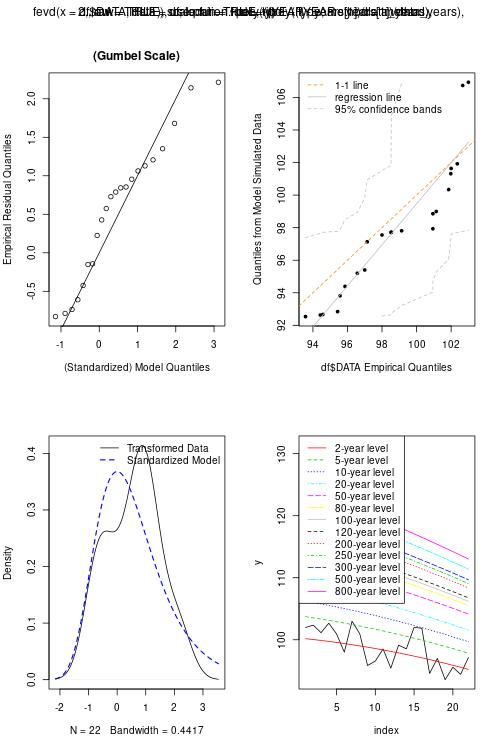 fevd(x =
(Gumbel Scale)
Empirical Residual Quantiles
2.0
1.5
1.0
0.5
0.0
-0.5
-1 0 1 2 3
(Standardized) Model Quantiles
1-1 line
regression line
95% confidence bands
Quantiles from Model Simulated Data
106
104
102
100
98
96
94
92
94 96 98 100 102
df$DATA Empirical Quantiles
Transformed Data
Standardized Model
Density
0.4
0.3
0.2
0.1
0.0
-2 -1 0 1 2 3
N = 22 Bandwidth = 0.4417
2-year level
5-year level
10-year level
20-year level
50-year level
80-year level
100-year level
120-year level
200-year level
250-year level
300-year level
500-year level
800-year level
y
130
120
110
100
5 10 15 20
index